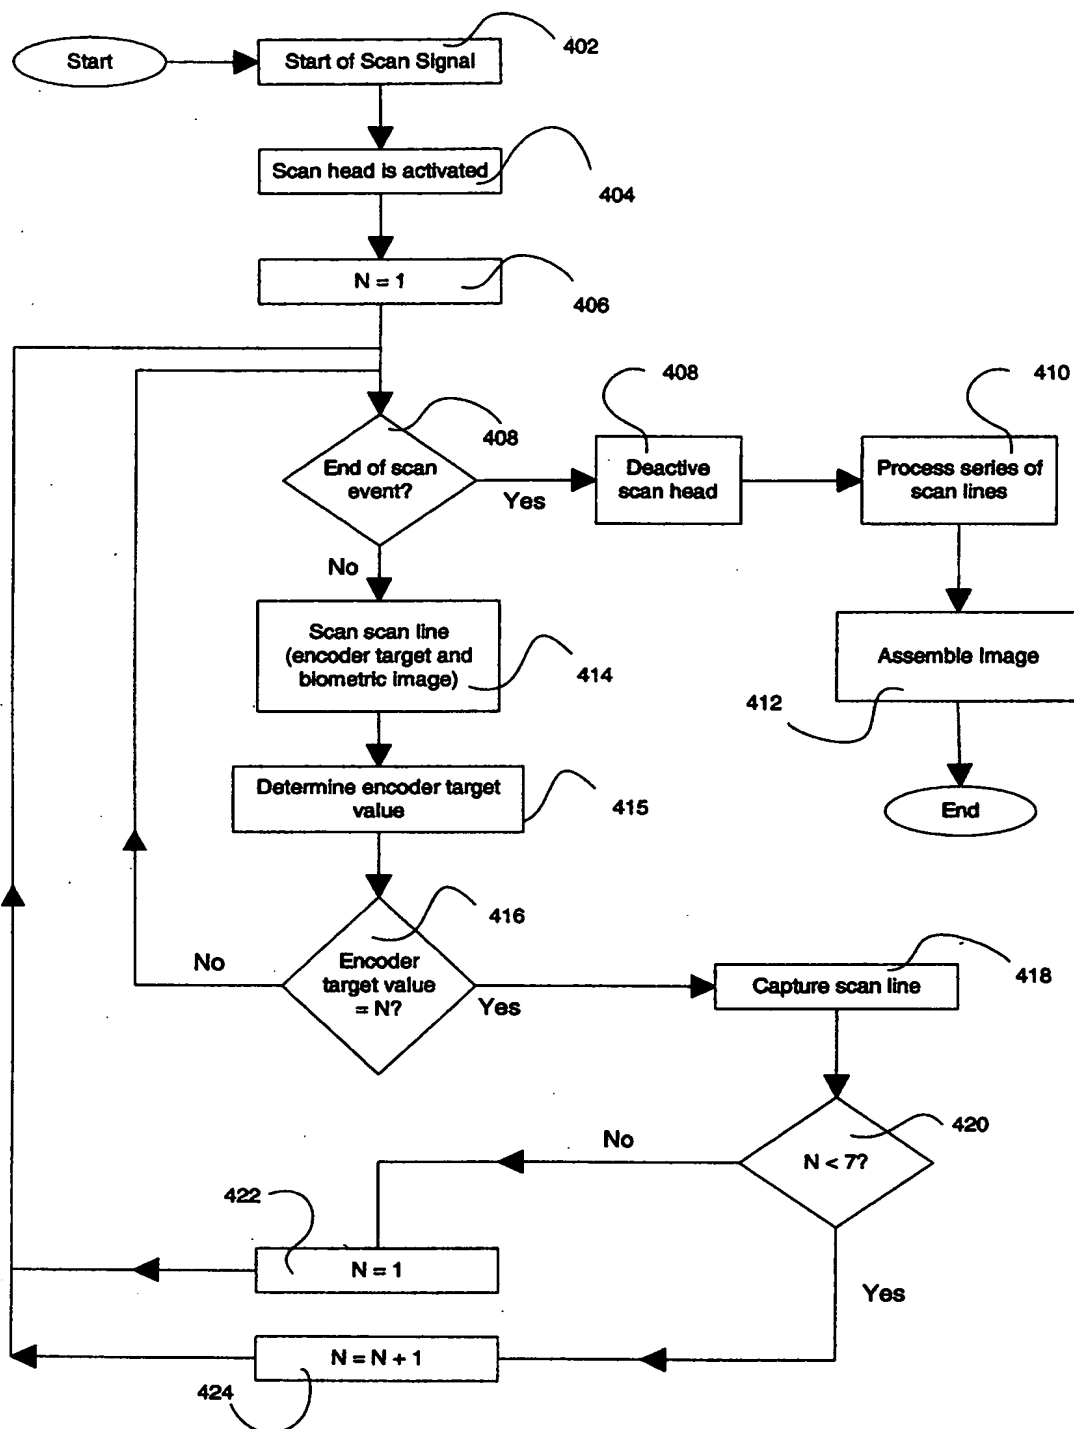 Start
Start of Scan Signal
402
Scan head is activated
404
N = 1
406
End of scan
event?
408
Yes
No
Deactive
scan head
408
Process series of
scan lines
410
Assemble Image
412
End
Scan scan line
(encoder target and
biometric image)
414
Determine encoder target
value
415
Encoder
target value
= N?
416
No
Yes
Capture scan line
418
N < 7?
420
No
Yes
422
N = 1
N = N + 1
424